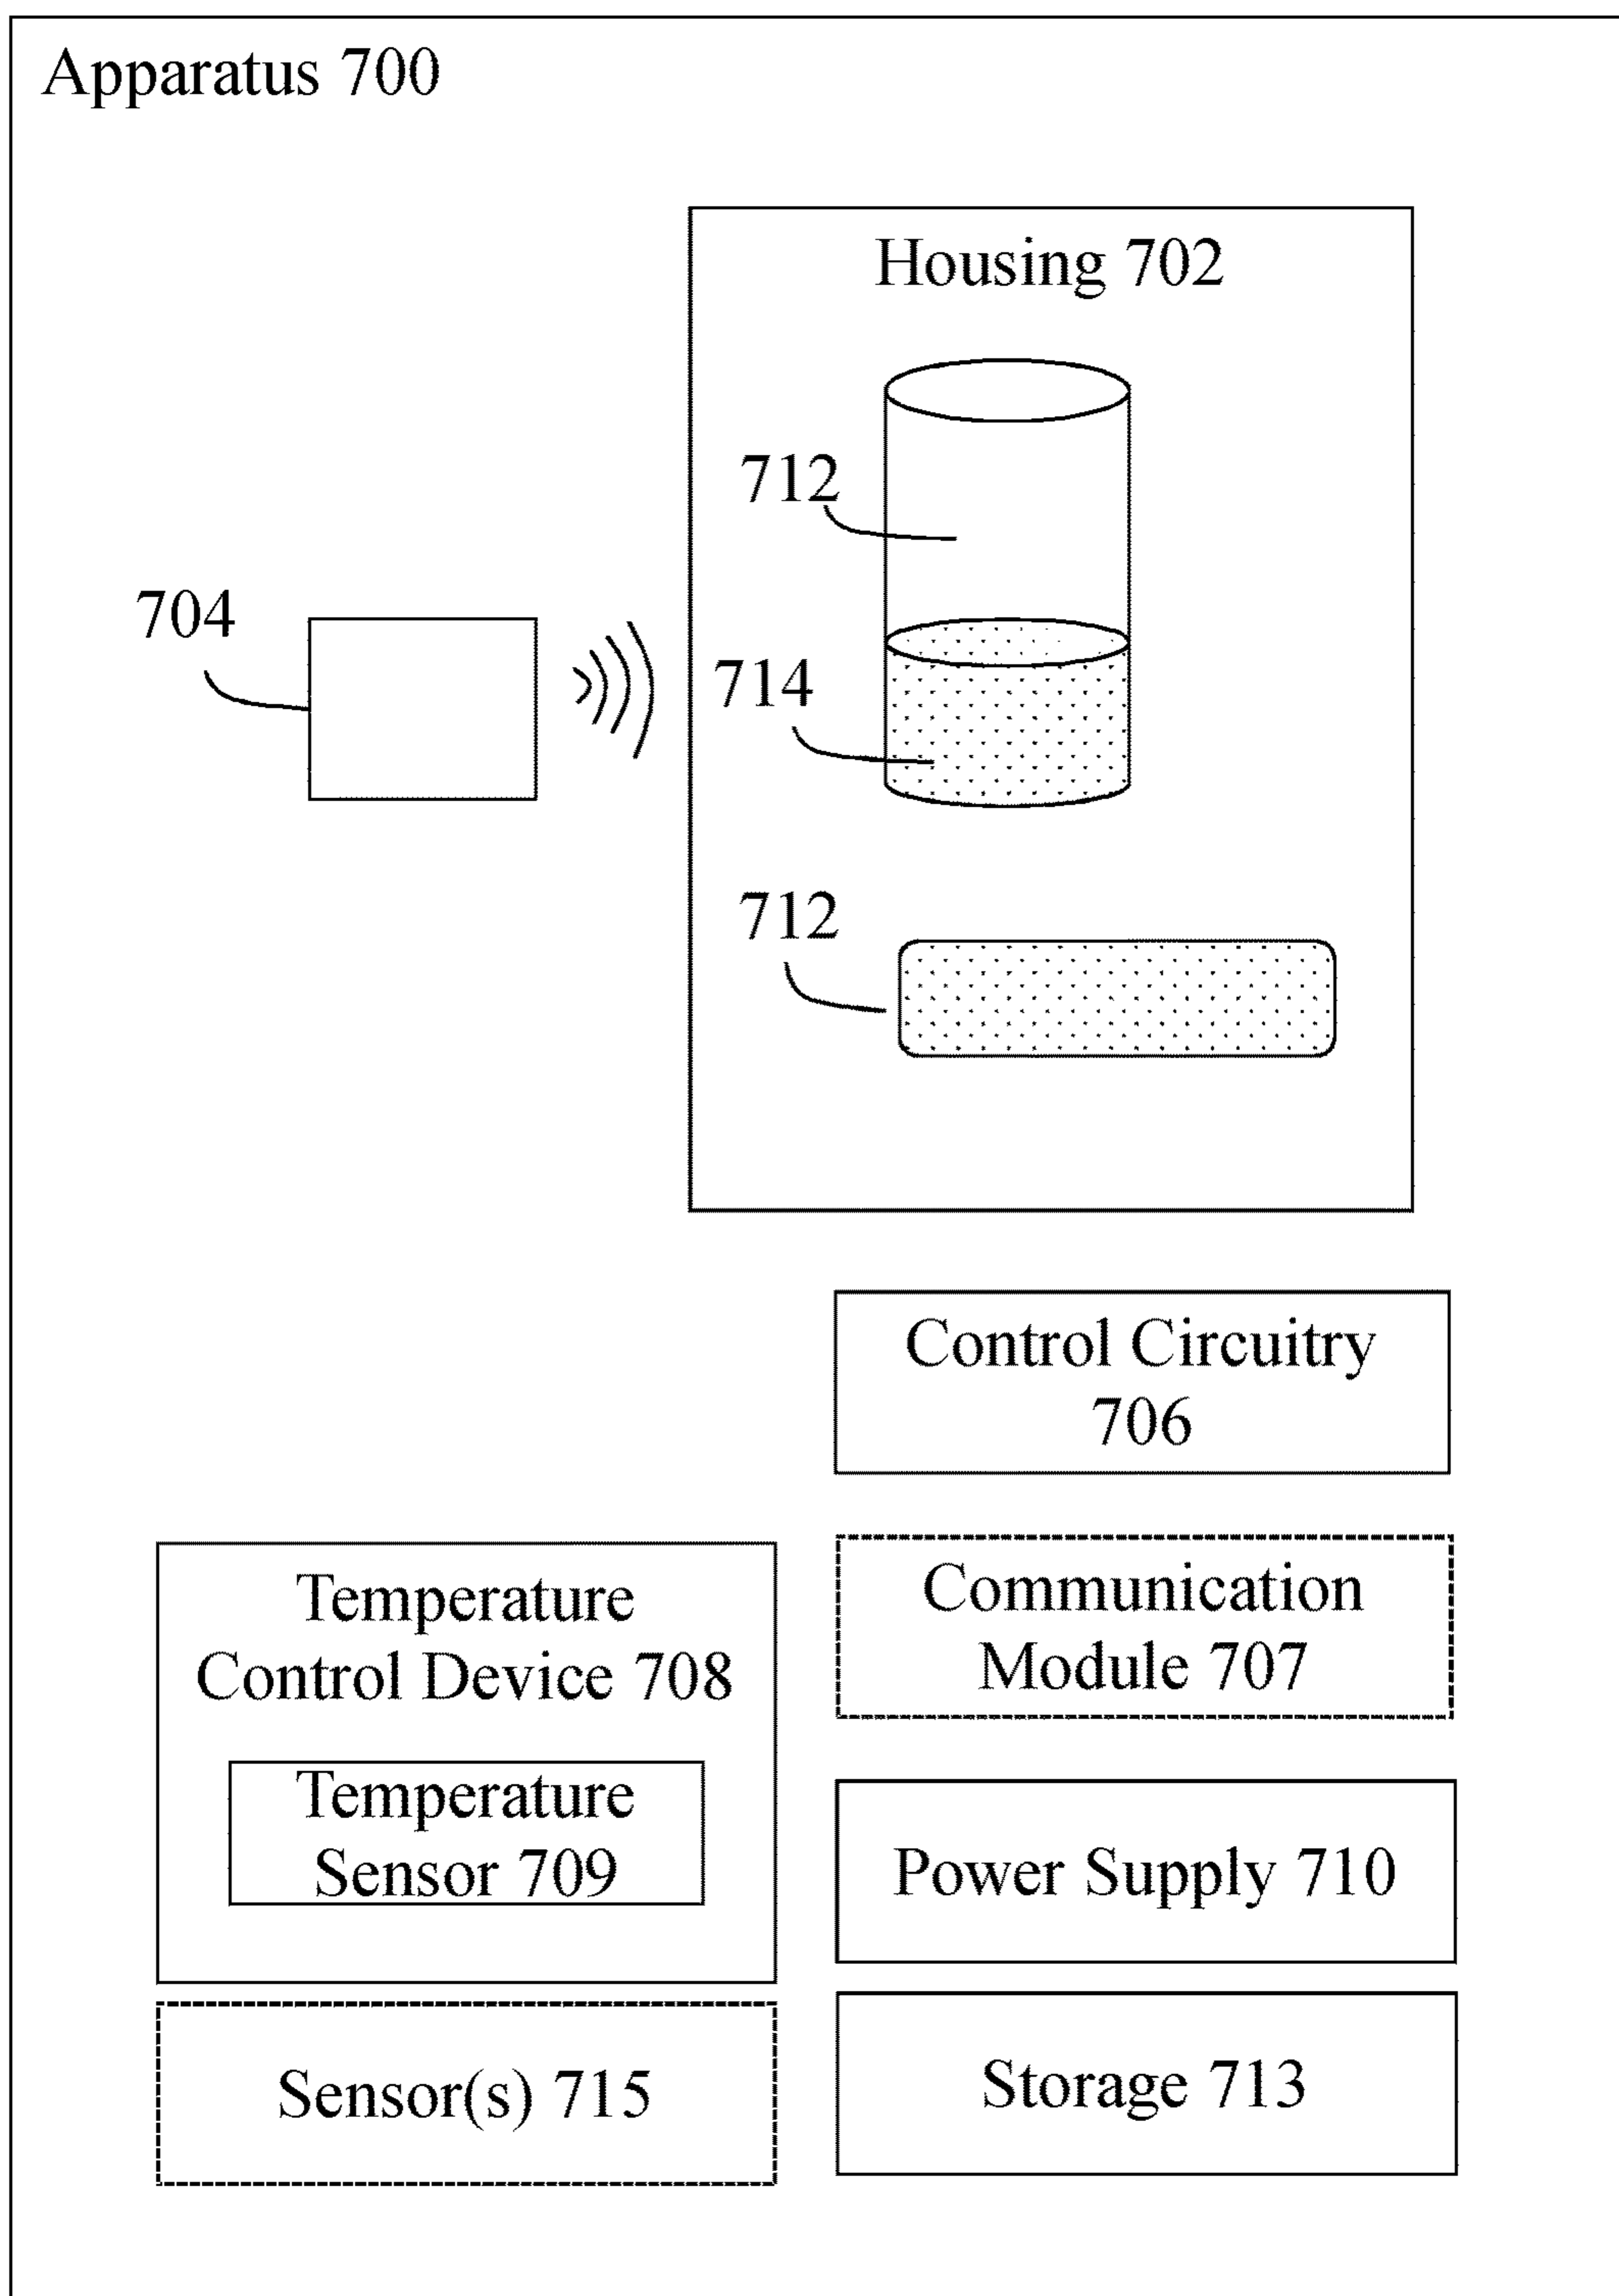 Apparatus 700
Housing 702
712
704
714
712
Control Circuitry
706
Temperature
Control Device 708
Temperature
Sensor 709
Communication
Module 707
Power Supply 710
Sensor(s) 715
Storage 713